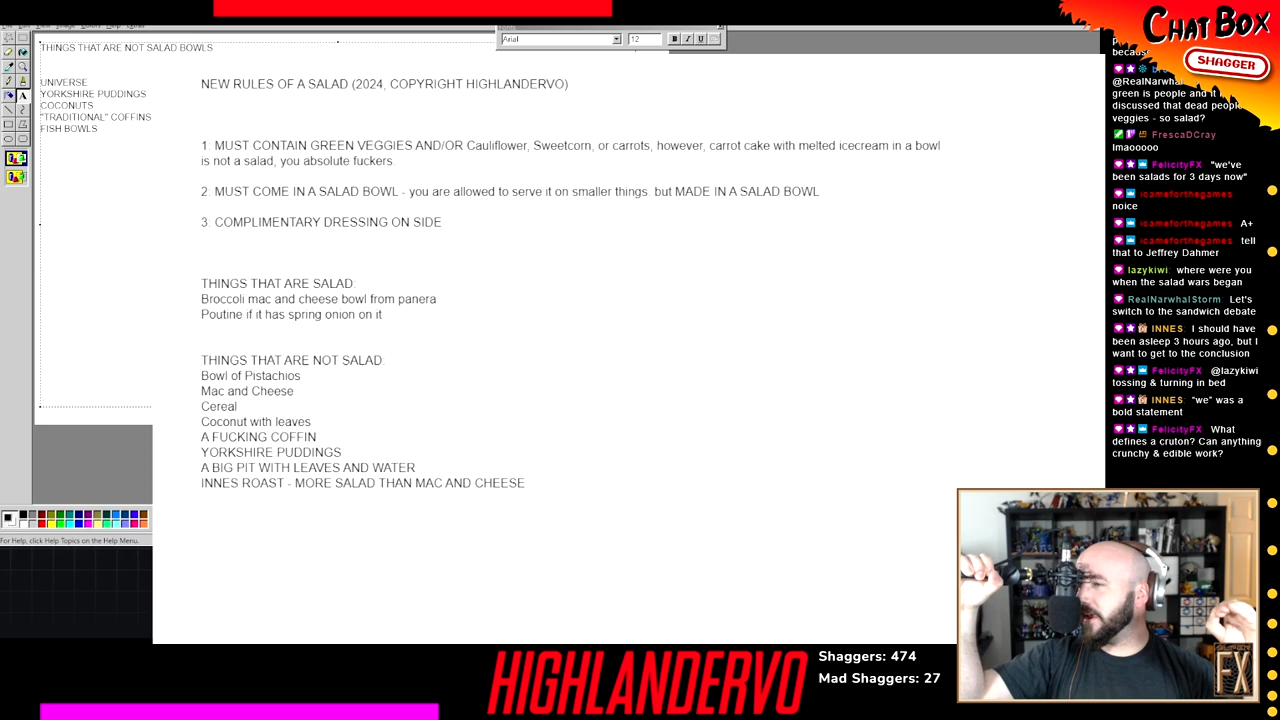 THINGS THAT ARE NOT SALAD BOWLS
UNIVERSE
YORKSHIRE PUDDINGS
COCONUTS
"TRADITIONAL" COFFINS
FISH BOWLS
Arial
12
B I U
NEW RULES OF A SALAD (2024, COPYRIGHT HIGHLANDERVO)
1. MUST CONTAIN GREEN VEGGIES AND/OR Cauliflower, Sweetcorn, or carrots, however, carrot cake with melted icecream in a bowl
is not a salad, you absolute fuckers.
2. MUST COME IN A SALAD BOWL - you are allowed to serve it on smaller things but MADE IN A SALAD BOWL
3. COMPLIMENTARY DRESSING ON SIDE
THINGS THAT ARE SALAD:
Broccoli mac and cheese bowl from panera
Poutine if it has spring onion on it
THINGS THAT ARE NOT SALAD:
Bowl of Pistachios
Mac and Cheese
Cereal
Coconut with leaves
A FUCKING COFFIN
YORKSHIRE PUDDINGS
A BIG PIT WITH LEAVES AND WATER
INNES ROAST - MORE SALAD THAN MAC AND CHEESE
For Help, click Help Topics on the Help Menu.
CHAT BOX
SHAGGER
@RealNarwhal
green is people and it
discussed that dead people
veggies - so salad?
FrescaDCray
lmaooooo
FelicityFX "we've
been salads for 3 days now"
icameforthegames
noice
icameforthegames A+
icameforthegames tell
that to Jeffrey Dahmer
lazykiwi: where were you
when the salad wars began
RealNarwhalStorm: Let's
switch to the sandwich debate
INNES: I should have
been asleep 3 hours ago, but I
want to get to the conclusion
FelicityFX: @lazykiwi
tossing & turning in bed
INNES: "we" was a
bold statement
FelicityFX: What
defines a cruton? Can anything
crunchy & edible work?
HIGHLANDERVO
Shaggers: 474
Mad Shaggers: 27
FX